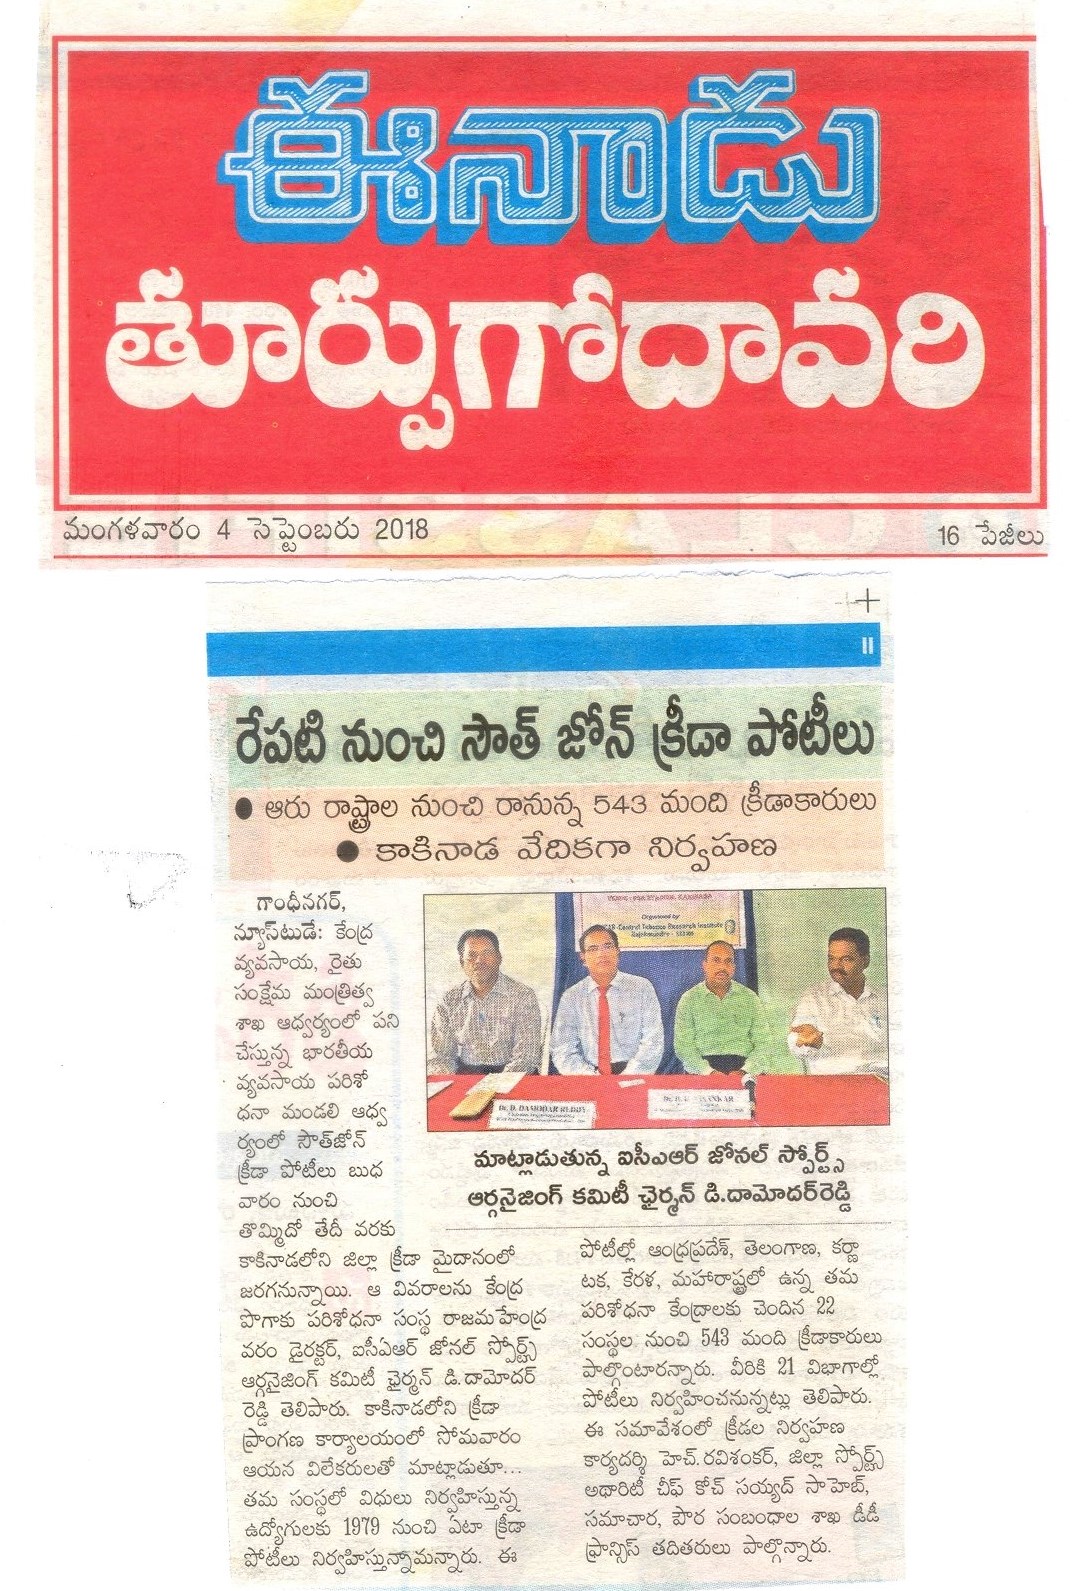 ఈనాడు
తూర్పుగోదావరి
మంగళవారం 4 సెప్టెంబరు 2018
16 పేజీలు
II
రేపటి నుంచి సౌత్ జోన్ క్రీడా పోటీలు
● ఆరు రాష్ట్రాల నుంచి రానున్న 543 మంది క్రీడాకారులు
● కాకినాడ వేదికగా నిర్వహణ
గాంధీనగర్,
న్యూస్‌టుడే: కేంద్ర
వ్యవసాయ, రైతు
సంక్షేమ మంత్రిత్వ
శాఖ ఆధ్వర్యంలో పని
చేస్తున్న భారతీయ
వ్యవసాయ పరిశో
ధనా మండలి ఆధ్వ
ర్యంలో సౌత్‌జోన్
క్రీడా పోటీలు బుధ
వారం నుంచి
తొమ్మిదో తేదీ వరకు
కాకినాడలోని జిల్లా క్రీడా మైదానంలో
జరగనున్నాయి. ఆ వివరాలను కేంద్ర
పొగాకు పరిశోధనా సంస్థ రాజమహేంద్ర
వరం డైరక్టర్, ఐసీఏఆర్ జోనల్ స్పోర్ట్స్
ఆర్గనైజింగ్ కమిటీ ఛైర్మన్ డి.దామోదర్
రెడ్డి తెలిపారు. కాకినాడలోని క్రీడా
ప్రాంగణ కార్యాలయంలో సోమవారం
ఆయన విలేకరులతో మాట్లాడుతూ...
తమ సంస్థలో విధులు నిర్వహిస్తున్న
ఉద్యోగులకు 1979 నుంచి ఏటా క్రీడా
పోటీలు నిర్వహిస్తున్నామన్నారు. ఈ
Organised by
ICAR-Central Tobacco Research Institute
Rajahmundry
Dr. D. DAMODAR REDDY
మాట్లాడుతున్న ఐసీఎఆర్ జోనల్ స్పోర్ట్స్
ఆర్గనైజింగ్ కమిటీ ఛైర్మన్ డి.దామోదర్‌రెడ్డి
పోటీల్లో ఆంధ్రప్రదేశ్, తెలంగాణ, కర్ణా
టక, కేరళ, మహారాష్ట్రలో ఉన్న తమ
పరిశోధనా కేంద్రాలకు చెందిన 22
సంస్థల నుంచి 543 మంది క్రీడాకారులు
పాల్గొంటారన్నారు. వీరికి 21 విభాగాల్లో
పోటీలు నిర్వహించనున్నట్లు తెలిపారు.
ఈ సమావేశంలో క్రీడల నిర్వహణ
కార్యదర్శి హెచ్.రవిశంకర్, జిల్లా స్పోర్ట్స్
అథారిటీ చీఫ్ కోచ్ సయ్యద్ సాహెబ్,
సమాచార, పౌర సంబంధాల శాఖ డీడీ
ఫ్రాన్సిస్ తదితరులు పాల్గొన్నారు.